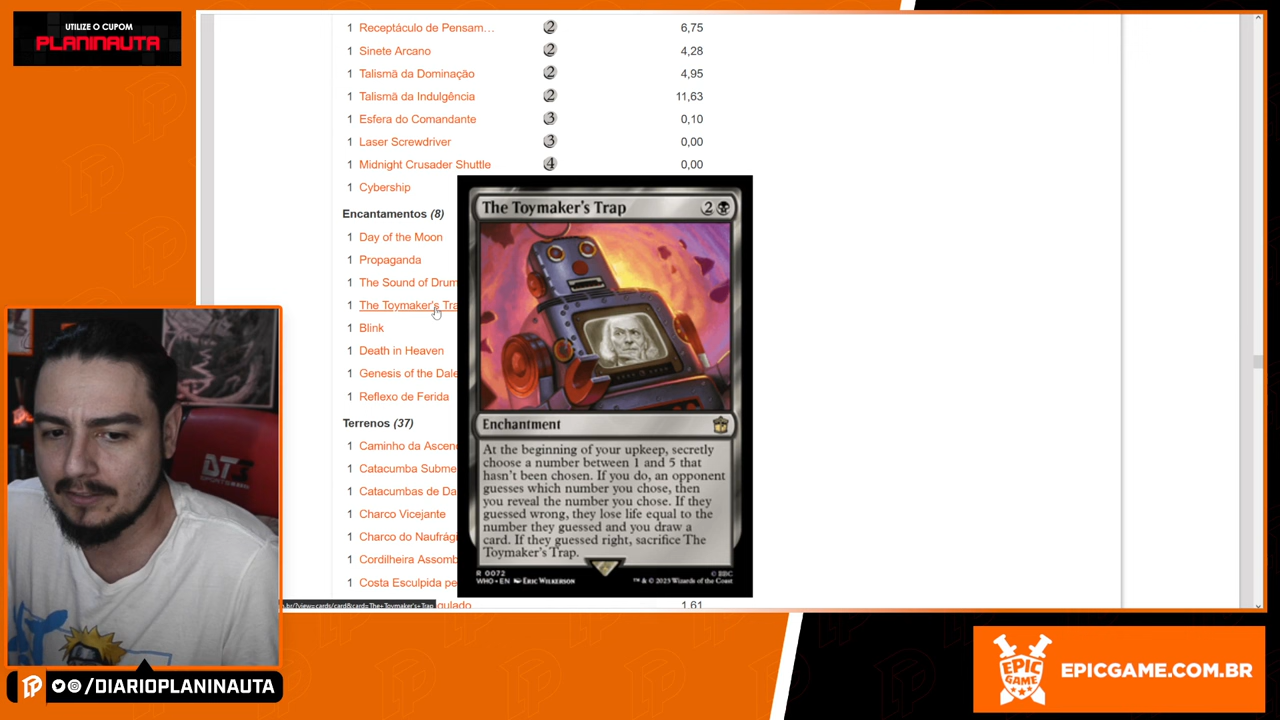 UTILIZE O CUPOM
PLANINAUTA
1 Receptáculo de Pensam... 2 6,75
1 Sinete Arcano 2 4,28
1 Talismã da Dominação 2 4,95
1 Talismã da Indulgência 2 11,63
1 Esfera do Comandante 3 0,10
1 Laser Screwdriver 3 0,00
1 Midnight Crusader Shuttle 4 0,00
1 Cybership
Encantamentos (8)
1 Day of the Moon
1 Propaganda
1 The Sound of Drum
1 The Toymaker's Tra
1 Blink
1 Death in Heaven
1 Genesis of the Dale
1 Reflexo de Ferida
Terrenos (37)
1 Caminho da Ascen
1 Catacumba Subme
1 Catacumbas de Da
1 Charco Vicejante
1 Charco do Naufrág
1 Cordilheira Assomb
1 Costa Esculpida pe
gulado 1,61
The Toymaker's Trap 2
Enchantment
At the beginning of your upkeep, secretly
choose a number between 1 and 5 that
hasn't been chosen. If you do, an opponent
guesses which number you chose, then
you reveal the number you chose. If they
guessed wrong, they lose life equal to the
number they guessed and you draw a
card. If they guessed right, sacrifice The
Toymaker's Trap.
R 0072 © BBC
WHO • EN Eric Wilkerson ™ & © 2023 Wizards of the Coast
/DIARIOPLANINAUTA
EPIC
GAME
EPICGAME.COM.BR